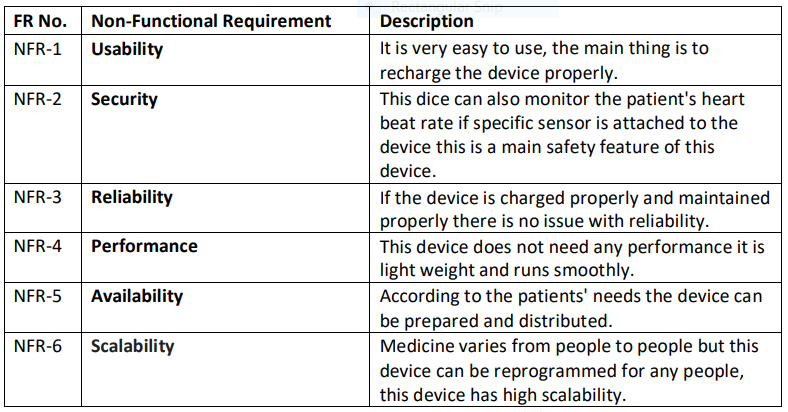 Rectangular Snip
FR No. Non-Functional Requirement Description
NFR-1 Usability It is very easy to use, the main thing is to
recharge the device properly.
NFR-2 Security This dice can also monitor the patient's heart
beat rate if specific sensor is attached to the
device this is a main safety feature of this
device.
NFR-3 Reliability If the device is charged properly and maintained
properly there is no issue with reliability.
NFR-4 Performance This device does not need any performance it is
light weight and runs smoothly.
NFR-5 Availability According to the patients' needs the device can
be prepared and distributed.
NFR-6 Scalability Medicine varies from people to people but this
device can be reprogrammed for any people,
this device has high scalability.